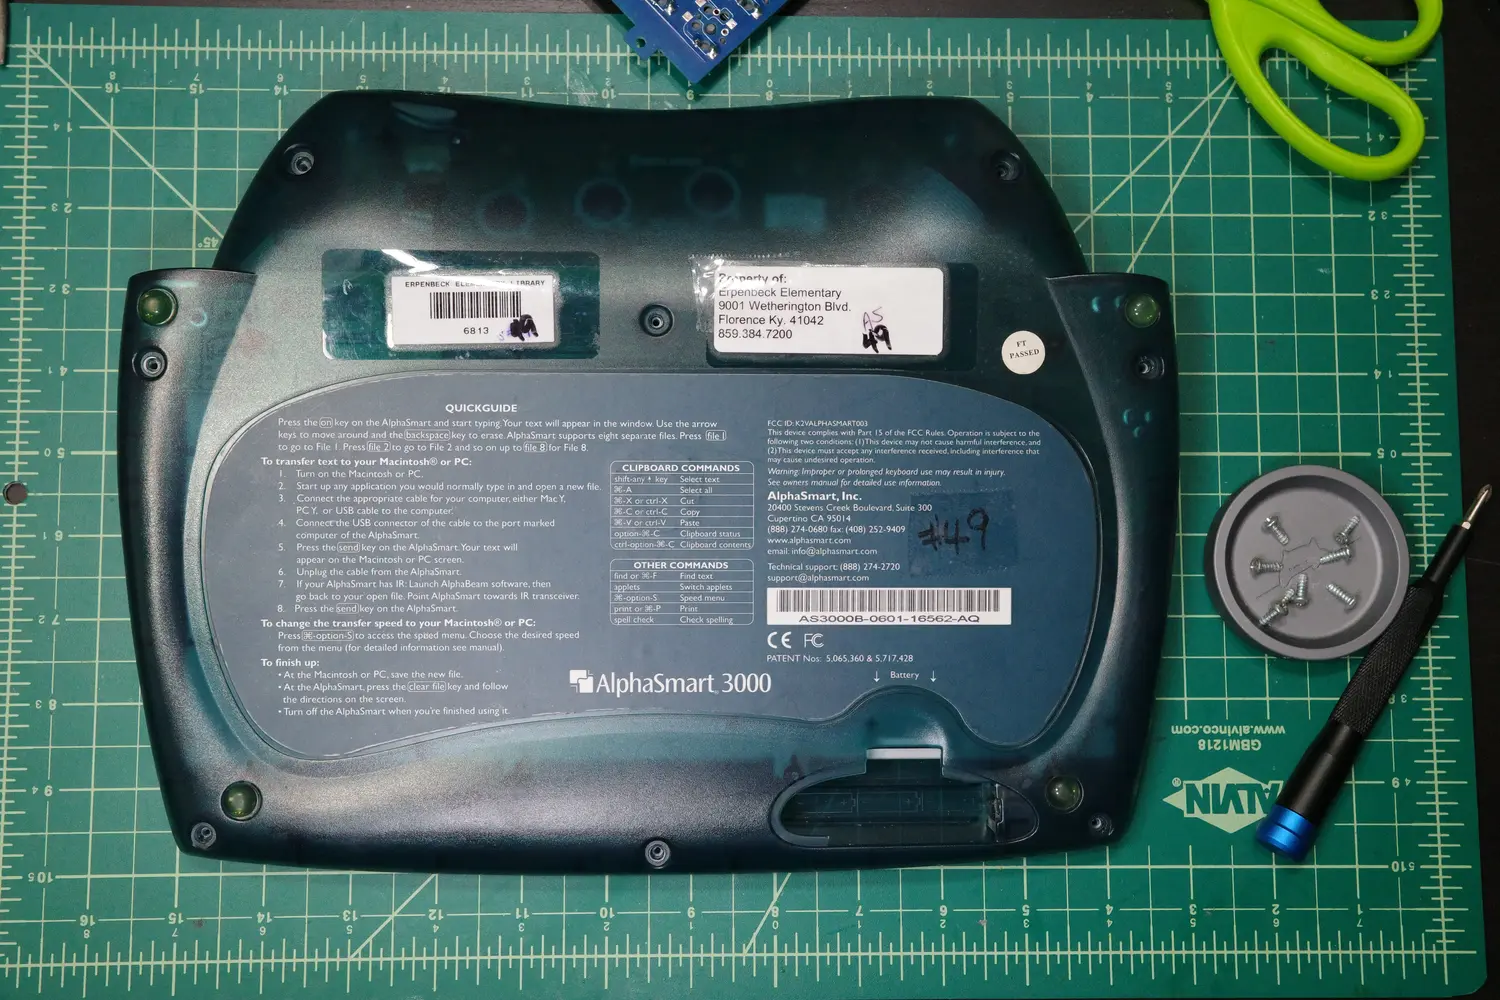 ERPENBECK LIBRARY
6813
49
Property of:
Erpenbeck Elementary
9001 Wetherington Blvd.
Florence Ky. 41042
859.384.7200
AS
49
FT
PASSED
QUICKGUIDE
Press the on key on the AlphaSmart and start typing. Your text will appear in the window. Use the arrow
keys to move around and the backspace key to erase. AlphaSmart supports eight separate files. Press file 1
to go to File 1. Press file 2 to go to File 2 and so on up to file 8 for File 8.
To transfer text to your Macintosh® or PC:
1. Turn on the Macintosh or PC.
2. Start up any application you would normally type in and open a new file.
3. Connect the appropriate cable for your computer, either Mac Y,
PC Y, or USB cable to the computer.
4. Connect the USB connector of the cable to the port marked
computer of the AlphaSmart.
5. Press the send key on the AlphaSmart. Your text will
appear on the Macintosh or PC screen.
6. Unplug the cable from the AlphaSmart.
7. If your AlphaSmart has IR: Launch AlphaBeam software, then
go back to your open file. Point AlphaSmart towards IR transceiver.
8. Press the send key on the AlphaSmart.
To change the transfer speed to your Macintosh® or PC:
Press ⌘-option-S to access the speed menu. Choose the desired speed
from the menu (for detailed information see manual).
To finish up:
• At the Macintosh or PC, save the new file.
• At the AlphaSmart, press the clear file key and follow
the directions on the screen.
• Turn off the AlphaSmart when you're finished using it.
CLIPBOARD COMMANDS
shift-any ♦ key Select text
⌘-A Select all
⌘-X or ctrl-X Cut
⌘-C or ctrl-C Copy
⌘-V or ctrl-V Paste
option-⌘-C Clipboard status
ctrl-option-⌘-C Clipboard contents
OTHER COMMANDS
find or ⌘-F Find text
applets Switch applets
⌘-option-S Speed menu
print or ⌘-P Print
spell check Check spelling
AlphaSmart 3000
FCC ID: K2VALPHASMART003
This device complies with Part 15 of the FCC Rules. Operation is subject to the
following two conditions: (1)This device may not cause harmful interference, and
(2)This device must accept any interference received, including interference that
may cause undesired operation.
Warning: Improper or prolonged keyboard use may result in injury.
See owners manual for detailed use information.
AlphaSmart, Inc.
20400 Stevens Creek Boulevard, Suite 300
Cupertino CA 95014
(888) 274-0680 fax: (408) 252-9409
www.alphasmart.com
email: info@alphasmart.com
Technical support: (888) 274-2720
support@alphasmart.com
#49
AS3000B-0601-16562-AQ
CE FC
PATENT Nos: 5,065,360 & 5,717,428
↓ Battery ↓
www.alvinco.com
GBM1218
ALVIN®